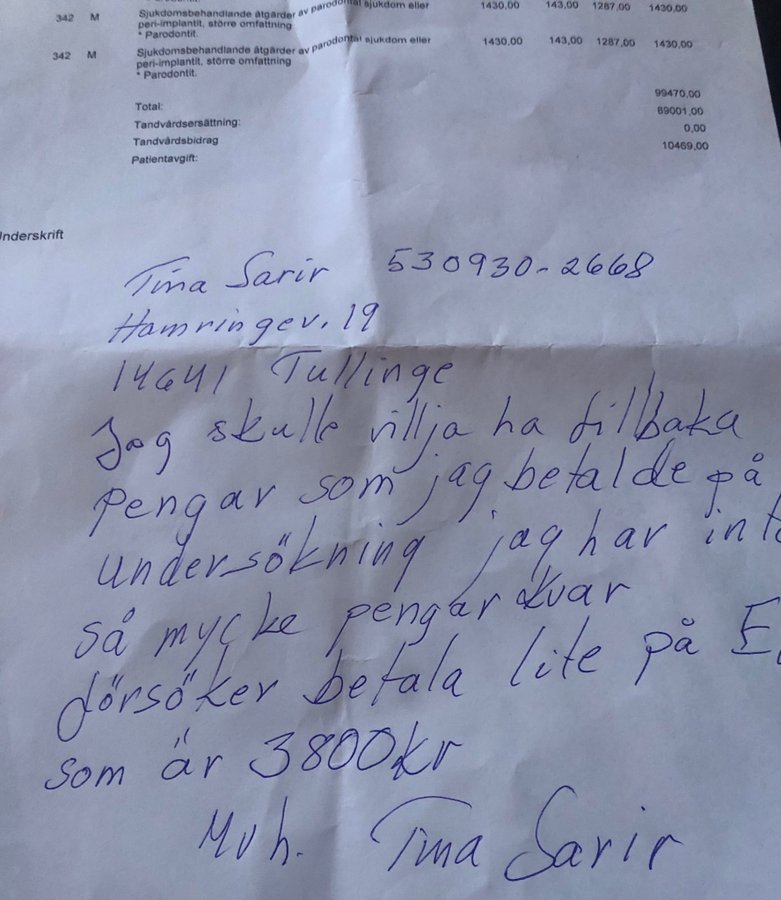 342 M Sjukdomsbehandlande åtgärder av parodontal sjukdom eller 1430,00 143,00 1287,00 1430,00
peri-implantit, större omfattning
* Parodontit.
342 M Sjukdomsbehandlande åtgärder av parodontal sjukdom eller 1430,00 143,00 1287,00 1430,00
peri-implantit, större omfattning
* Parodontit.
Total: 99470,00
Tandvårdsersättning: 89001,00
Tandvårdsbidrag 0,00
Patientavgift: 10469,00
Underskrift
Tina Sarir 530930-2668
Hamringev. 19
14641 Tullinge
Jag skulle villja ha tilbaka
pengar som jag betalde på
undersökning jag har
så mycke pengar kvar
försöker betala lite på
som är 3800kr
Mvh. Tina Sarir